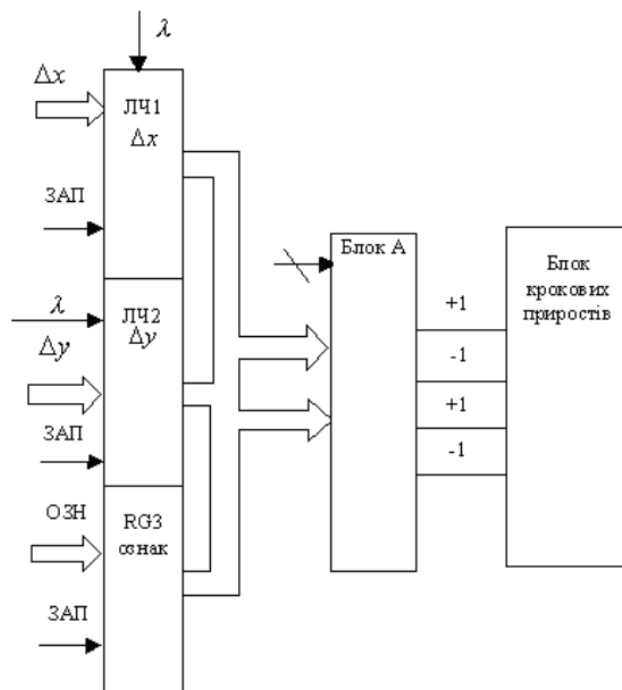 λ
Δx
ЛЧ1
Δx
ЗАП
λ
ЛЧ2
Δy
Δy
ЗАП
ОЗН
RG3
ознак
ЗАП
Блок А
+1
-1
+1
-1
Блок
крокових
приростів